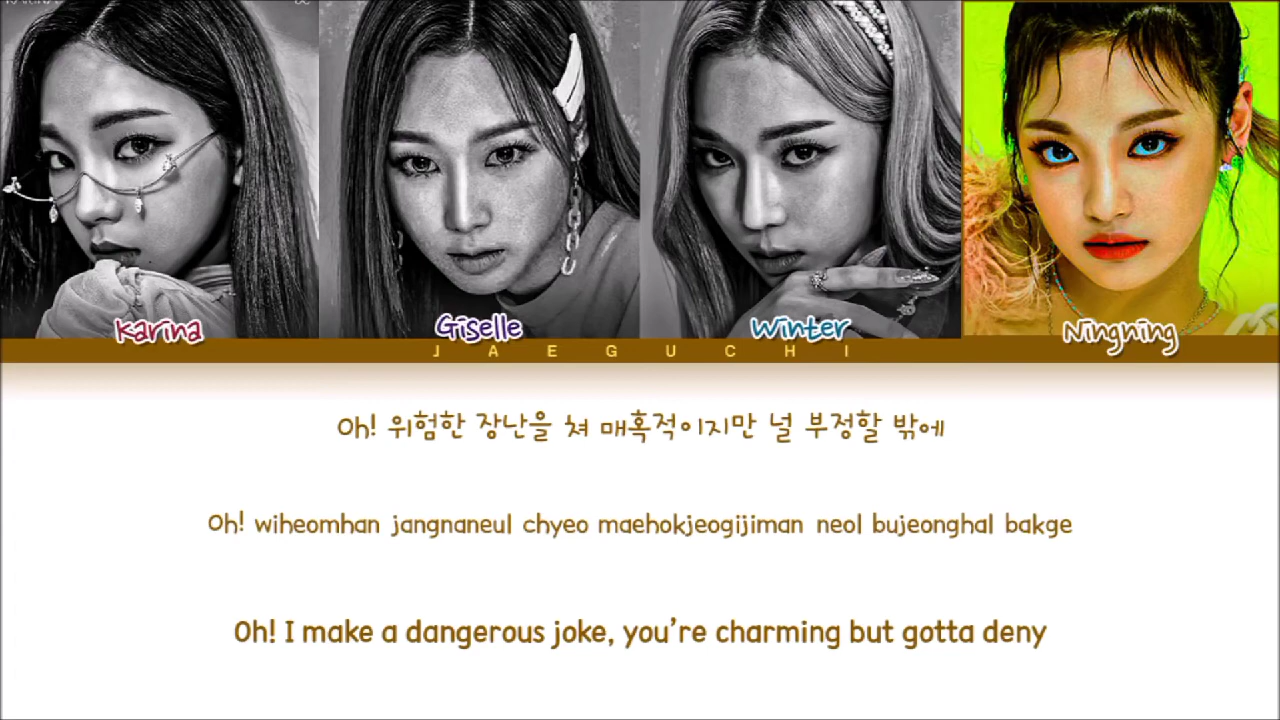 Karina
Giselle
Winter
Ningning
JAEGUCHI
Oh! 위험한 장난을 쳐 매혹적이지만 널 부정할 밖에
Oh! wiheomhan jangnaneul chyeo maehokjeogijiman neol bujeonghal bakge
Oh! I make a dangerous joke, you're charming but gotta deny